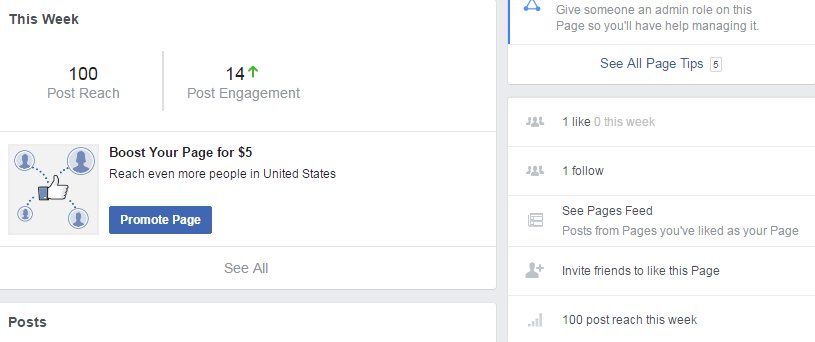 This Week
100
Post Reach
14
Post Engagement
Boost Your Page for $5
Reach even more people in United States
Promote Page
See All
Posts
Give someone an admin role on this
Page so you'll have help managing it.
See All Page Tips 5
1 like 0 this week
1 follow
See Pages Feed
Posts from Pages you've liked as your Page
Invite friends to like this Page
100 post reach this week